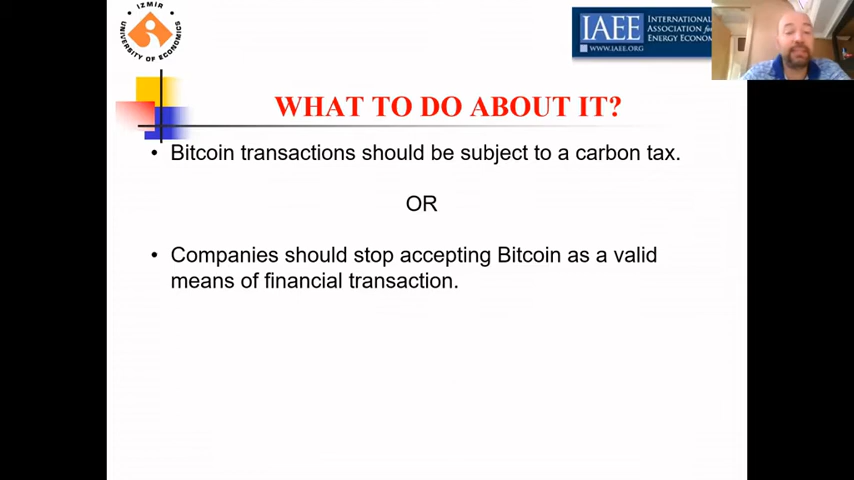 IZMIR
UNIVERSITY OF ECONOMICS
IAEE
INTERNATIONAL
ASSOCIATION for
ENERGY ECONOM
WWW.IAEE.ORG
WHAT TO DO ABOUT IT?
• Bitcoin transactions should be subject to a carbon tax.
OR
• Companies should stop accepting Bitcoin as a valid
means of financial transaction.